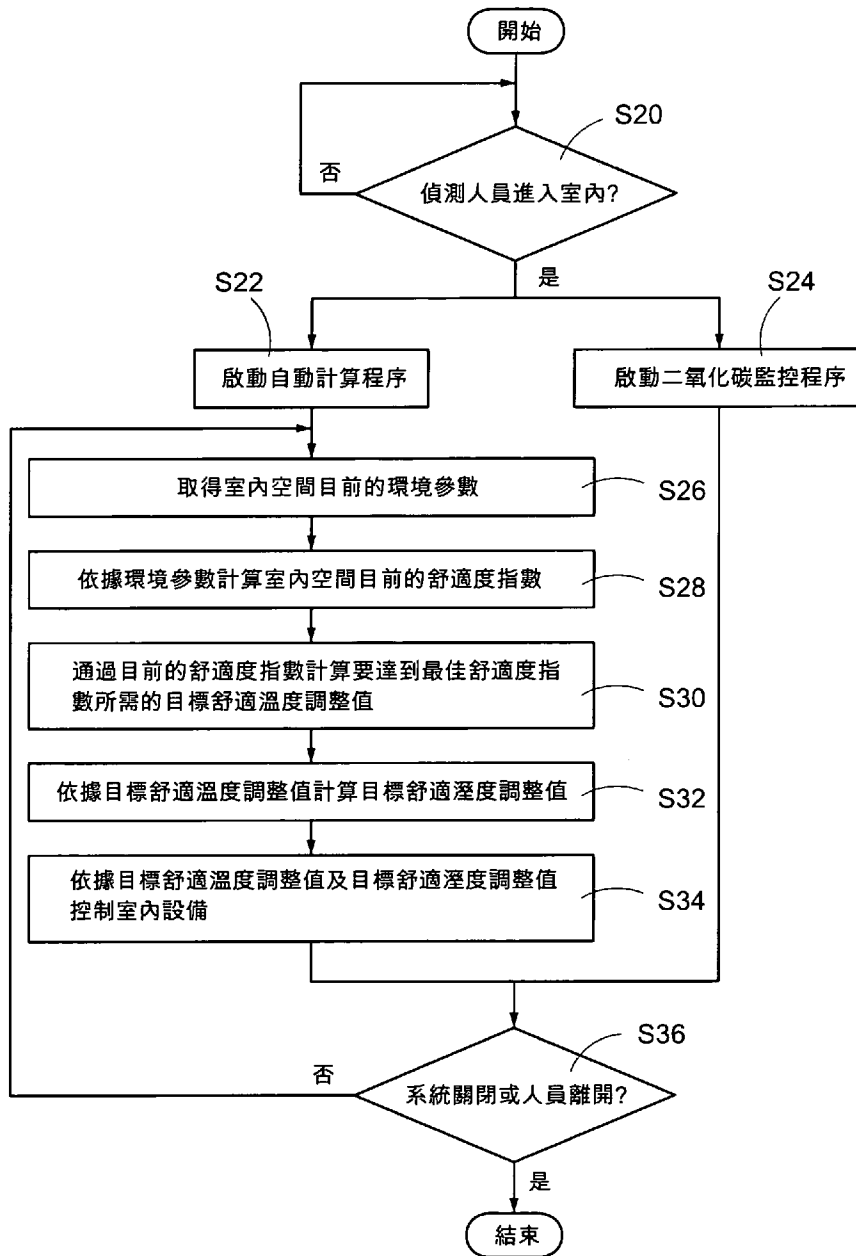 開始
S20
否
偵測人員進入室內?
是
S22
S24
啟動自動計算程序
啟動二氧化碳監控程序
取得室內空間目前的環境參數
S26
依據環境參數計算室內空間目前的舒適度指數
S28
通過目前的舒適度指數計算要達到最佳舒適度指
數所需的目標舒適溫度調整值
S30
依據目標舒適溫度調整值計算目標舒適溼度調整值
S32
依據目標舒適溫度調整值及目標舒適溼度調整值
控制室內設備
S34
S36
否
系統關閉或人員離開?
是
結束